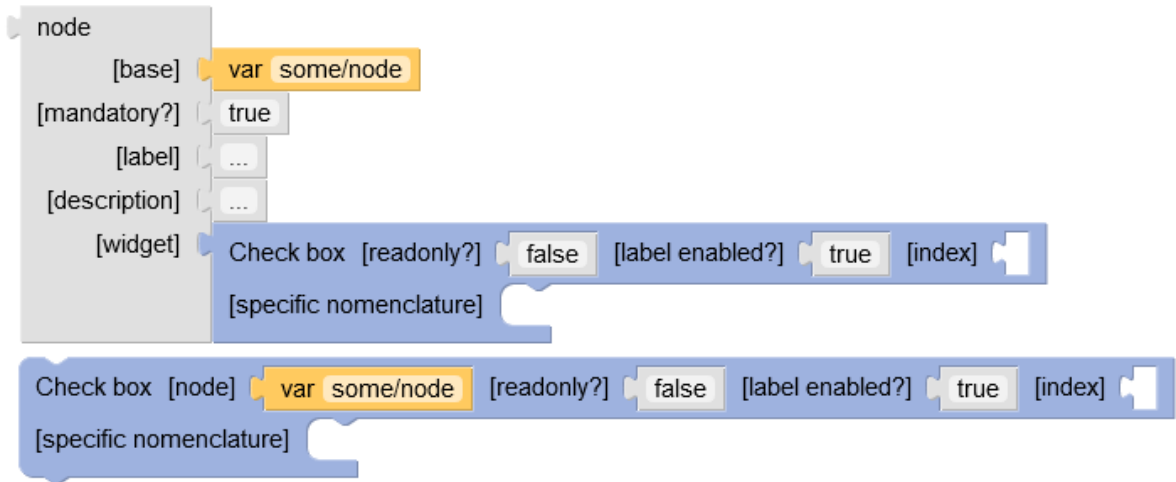 node
[base] var some/node
[mandatory?] true
[label] ...
[description] ...
[widget] Check box [readonly?] false [label enabled?] true [index]
[specific nomenclature]
Check box [node] var some/node [readonly?] false [label enabled?] true [index]
[specific nomenclature]